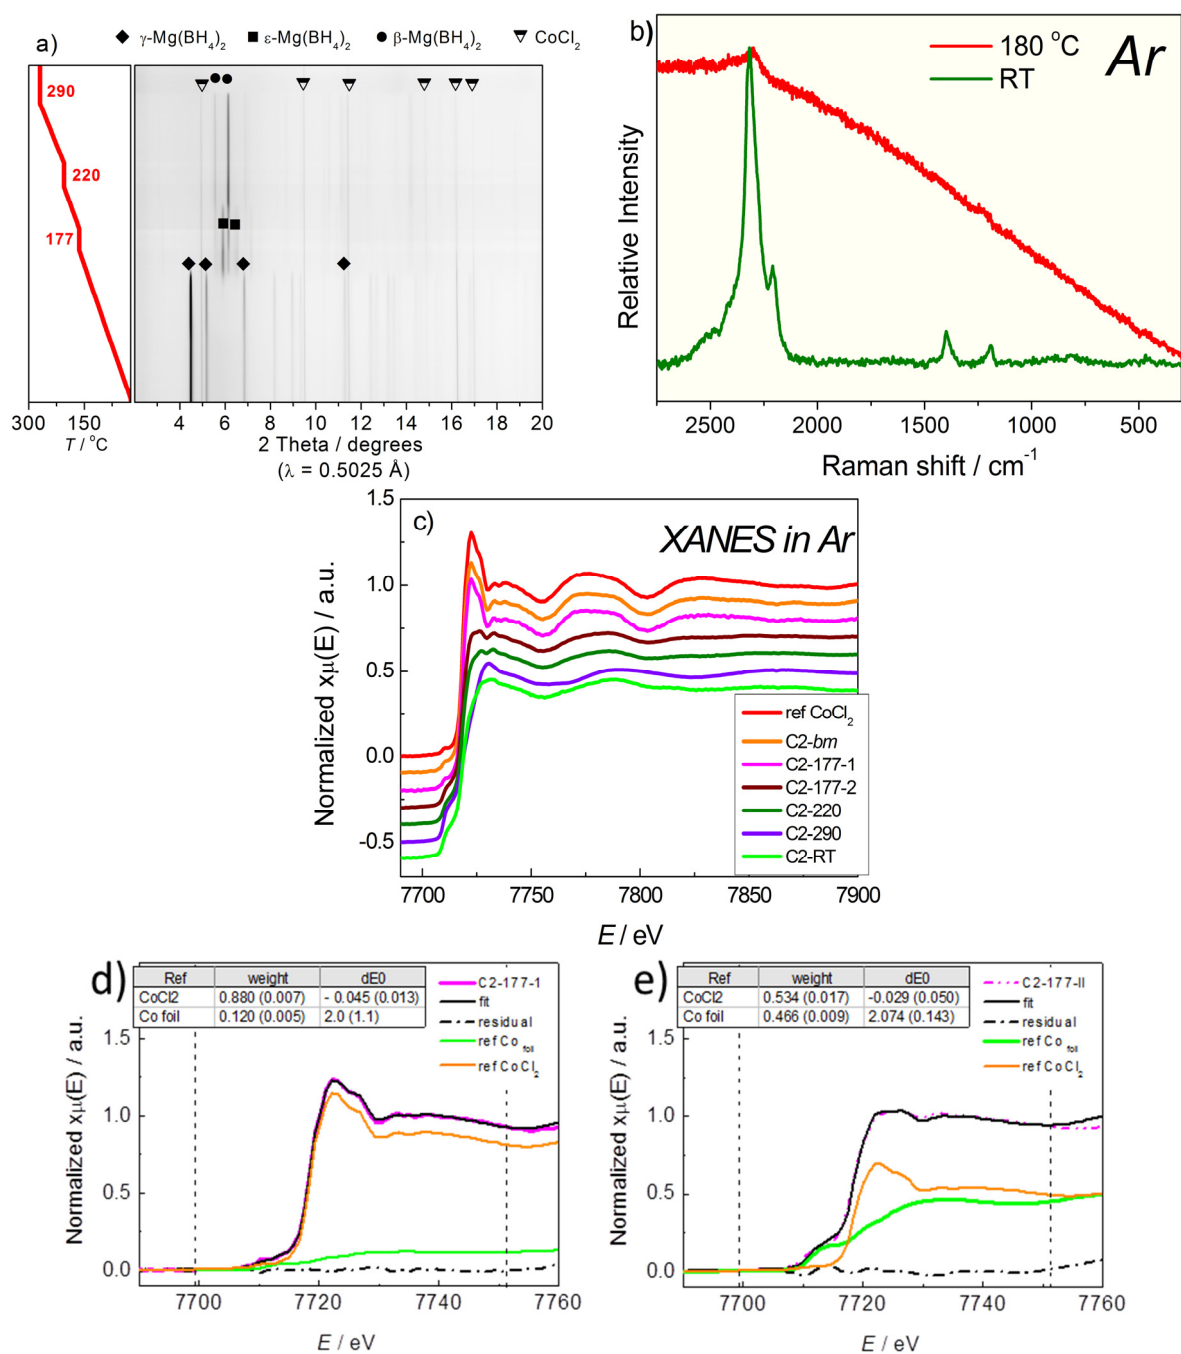 a)
γ-Mg(BH4)2 ε-Mg(BH4)2 β-Mg(BH4)2 CoCl2
290
220
177
300 150
T / °C
4 6 8 10 12 14 16 18 20
2 Theta / degrees
(λ = 0.5025 Å)
b)
180 °C
RT
Ar
Relative Intensity
2500 2000 1500 1000 500
Raman shift / cm-1
c)
XANES in Ar
Normalized xμ(E) / a.u.
1.5
1.0
0.5
0.0
-0.5
ref CoCl2
C2-bm
C2-177-1
C2-177-2
C2-220
C2-290
C2-RT
7700 7750 7800 7850 7900
E / eV
d)
Ref weight dE0
CoCl2 0.880 (0.007) - 0.045 (0.013)
Co foil 0.120 (0.005) 2.0 (1.1)
C2-177-1
fit
residual
ref Co foil
ref CoCl2
Normalized xμ(E) / a.u.
1.5
1.0
0.5
0.0
7700 7720 7740 7760
E / eV
e)
Ref weight dE0
CoCl2 0.534 (0.017) -0.029 (0.050)
Co foil 0.466 (0.009) 2.074 (0.143)
C2-177-II
fit
residual
ref Co foil
ref CoCl2
Normalized xμ(E) / a.u.
1.5
1.0
0.5
0.0
7700 7720 7740 7760
E / eV